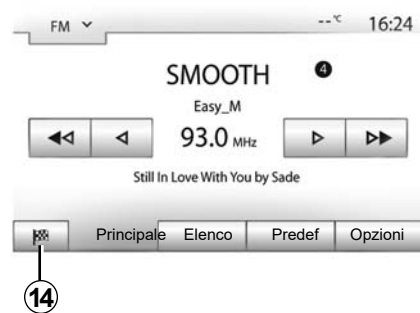 FM --℃ 16:24
SMOOTH 4
Easy_M
93.0 MHz
Still In Love With You by Sade
Principale Elenco Predef Opzioni
14